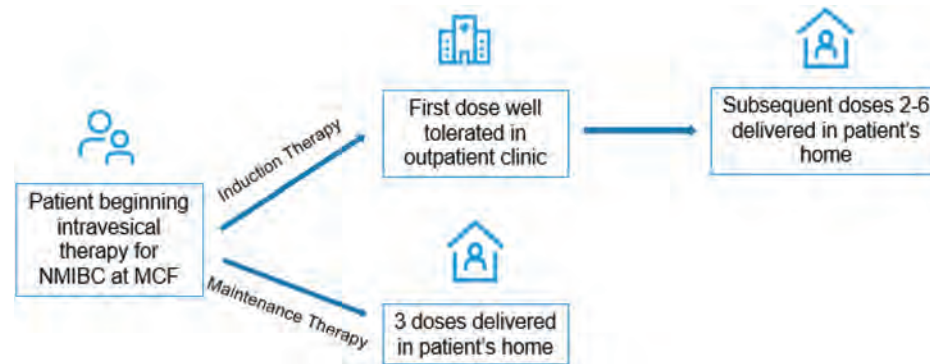 Patient beginning
intravesical
therapy for
NMIBC at MCF
Induction Therapy
First dose well
tolerated in
outpatient clinic
Subsequent doses 2-6
delivered in patient's
home
Maintenance Therapy
3 doses delivered
in patient's home